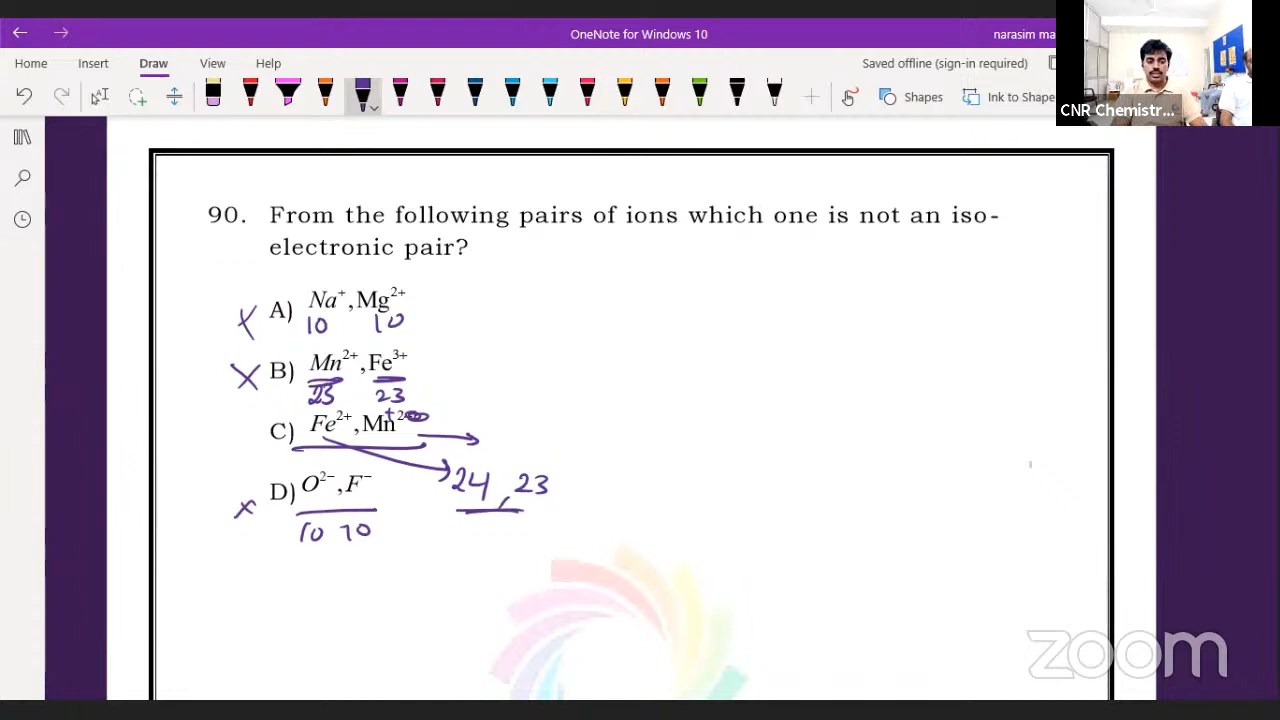 OneNote for Windows 10
narasim ma
Home Insert Draw View Help
Saved offline (sign-in required)
Shapes
Ink to Shape
CNR Chemistr...
90. From the following pairs of ions which one is not an iso-
electronic pair?
A) Na⁺, Mg²⁺
10 10
B) Mn²⁺, Fe³⁺
23 23
C) Fe²⁺, Mn²⁺
24, 23
D) O²⁻, F⁻
10 10
zoom